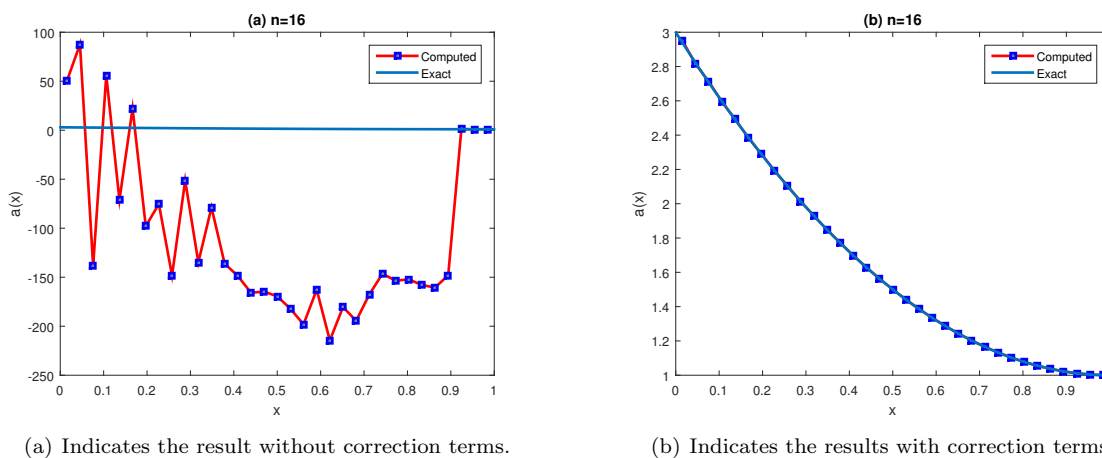 (a) n=16
100
50
0
-50
-100
-150
-200
-250
a(x)
0 0.1 0.2 0.3 0.4 0.5 0.6 0.7 0.8 0.9 1
x
Computed
Exact
(b) n=16
3
2.8
2.6
2.4
2.2
2
1.8
1.6
1.4
1.2
1
a(x)
0 0.1 0.2 0.3 0.4 0.5 0.6 0.7 0.8 0.9
x
Computed
Exact
(a) Indicates the result without correction terms.
(b) Indicates the results with correction terms